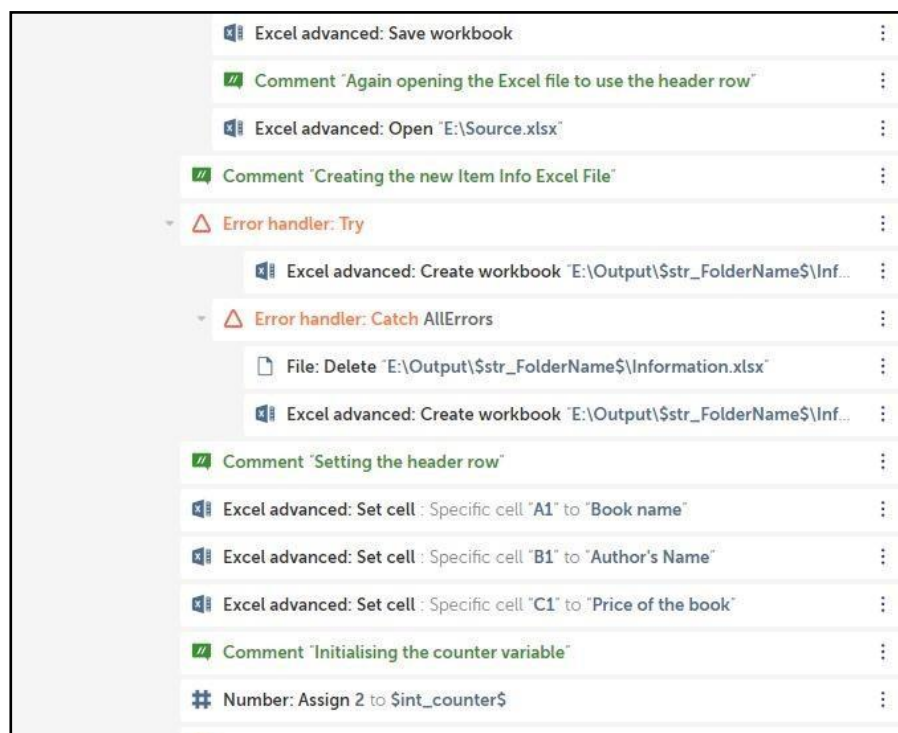 Excel advanced: Save workbook
Comment "Again opening the Excel file to use the header row"
Excel advanced: Open "E:\Source.xlsx"
Comment "Creating the new Item Info Excel File"
Error handler: Try
Excel advanced: Create workbook "E:\Output\$str_FolderName$\Inf...
Error handler: Catch AllErrors
File: Delete "E:\Output\$str_FolderName$\Information.xlsx"
Excel advanced: Create workbook "E:\Output\$str_FolderName$\Inf...
Comment "Setting the header row"
Excel advanced: Set cell : Specific cell "A1" to "Book name"
Excel advanced: Set cell : Specific cell "B1" to "Author's Name"
Excel advanced: Set cell : Specific cell "C1" to "Price of the book"
Comment "Initialising the counter variable"
Number: Assign 2 to $int_counter$